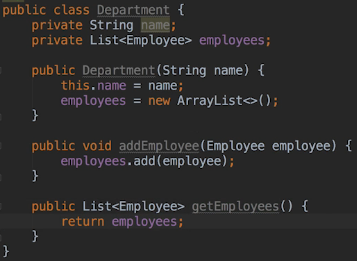 public class Department {
    private String name;
    private List<Employee> employees;

    public Department(String name) {
        this.name = name;
        employees = new ArrayList<>();
    }

    public void addEmployee(Employee employee) {
        employees.add(employee);
    }

    public List<Employee> getEmployees() {
        return employees;
    }
}